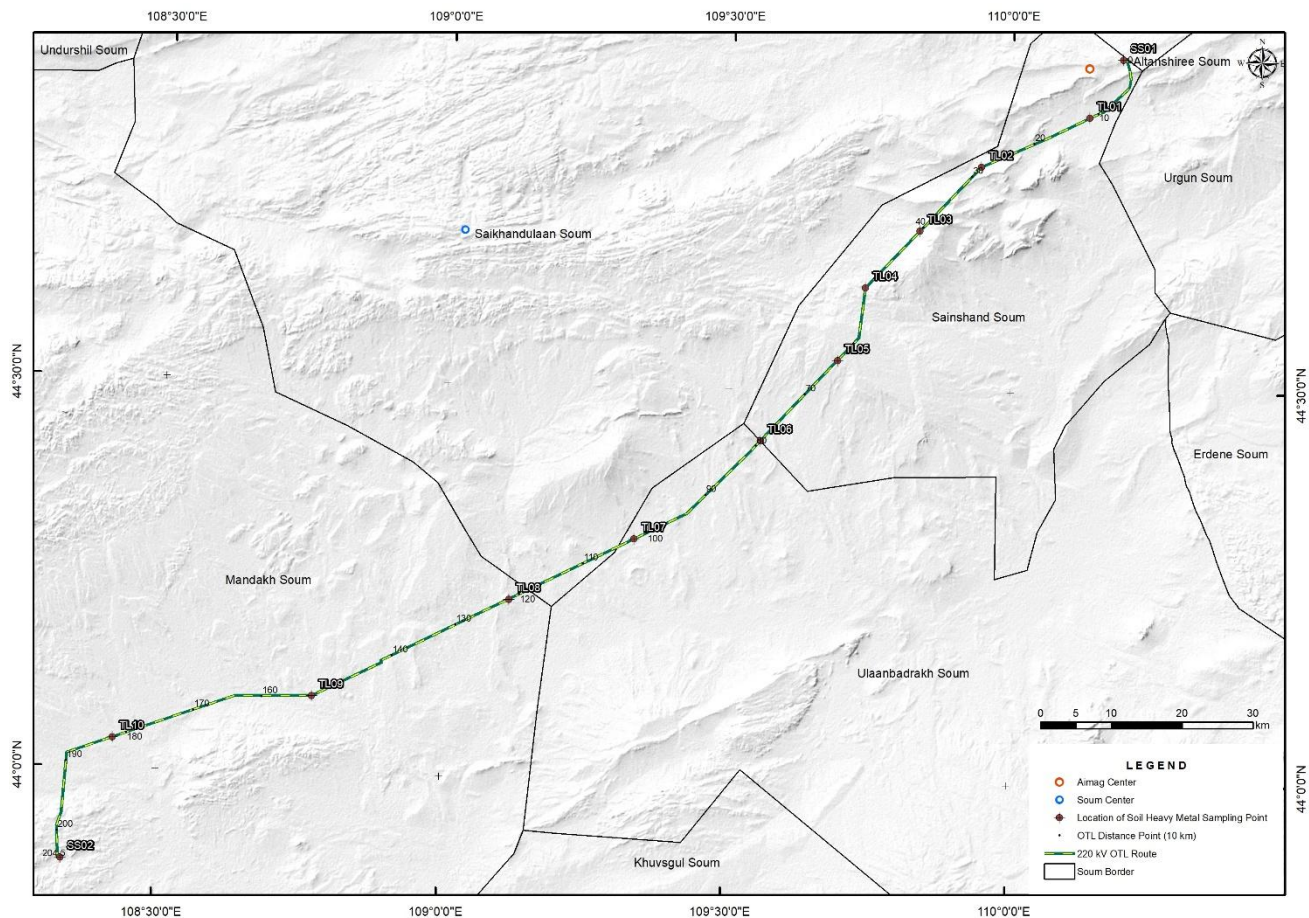 108°30'0"E
109°0'0"E
109°30'0"E
110°0'0"E
Undurshil Soum
SS01
0
Altanshiree Soum
N
W
E
S
TL01
10
20
TL02
30
Urgun Soum
40
TL03
Saikhandulaan Soum
TL04
Sainshand Soum
TL05
44°30'0"N
44°30'0"N
70
TL06
Erdene Soum
90
TL07
100
110
Mandakh Soum
TL08
120
130
140
Ulaanbadrakh Soum
TL09
160
170
TL10
180
190
0 5 10 20 30
km
44°0'0"N
44°0'0"N
LEGEND
Aimag Center
Soum Center
Location of Soil Heavy Metal Sampling Point
OTL Distance Point (10 km)
220 kV OTL Route
Soum Border
200
SS02
Khuvsgul Soum
108°30'0"E
109°0'0"E
109°30'0"E
110°0'0"E